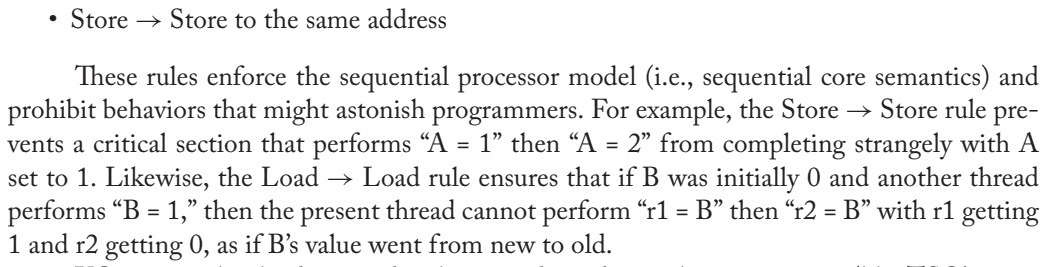 • Store → Store to the same address
These rules enforce the sequential processor model (i.e., sequential core semantics) and
prohibit behaviors that might astonish programmers. For example, the Store → Store rule pre-
vents a critical section that performs “A = 1” then “A = 2” from completing strangely with A
set to 1. Likewise, the Load → Load rule ensures that if B was initially 0 and another thread
performs “B = 1,” then the present thread cannot perform “r1 = B” then “r2 = B” with r1 getting
1 and r2 getting 0, as if B’s value went from new to old.